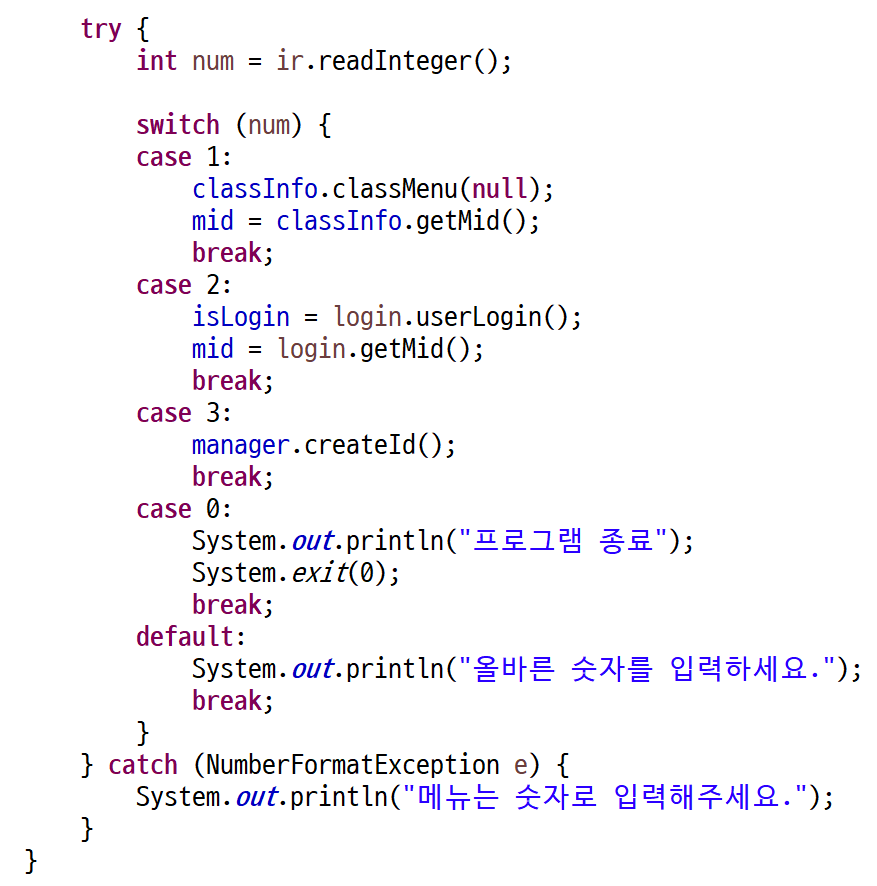 try {
int num = ir.readInteger();
switch (num) {
case 1:
classInfo.classMenu(null);
mid = classInfo.getMid();
break;
case 2:
isLogin = login.userLogin();
mid = login.getMid();
break;
case 3:
manager.createId();
break;
case 0:
System.out.println("프로그램 종료");
System.exit(0);
break;
default:
System.out.println("올바른 숫자를 입력하세요.");
break;
}
} catch (NumberFormatException e) {
System.out.println("메뉴는 숫자로 입력해주세요.");
}
}